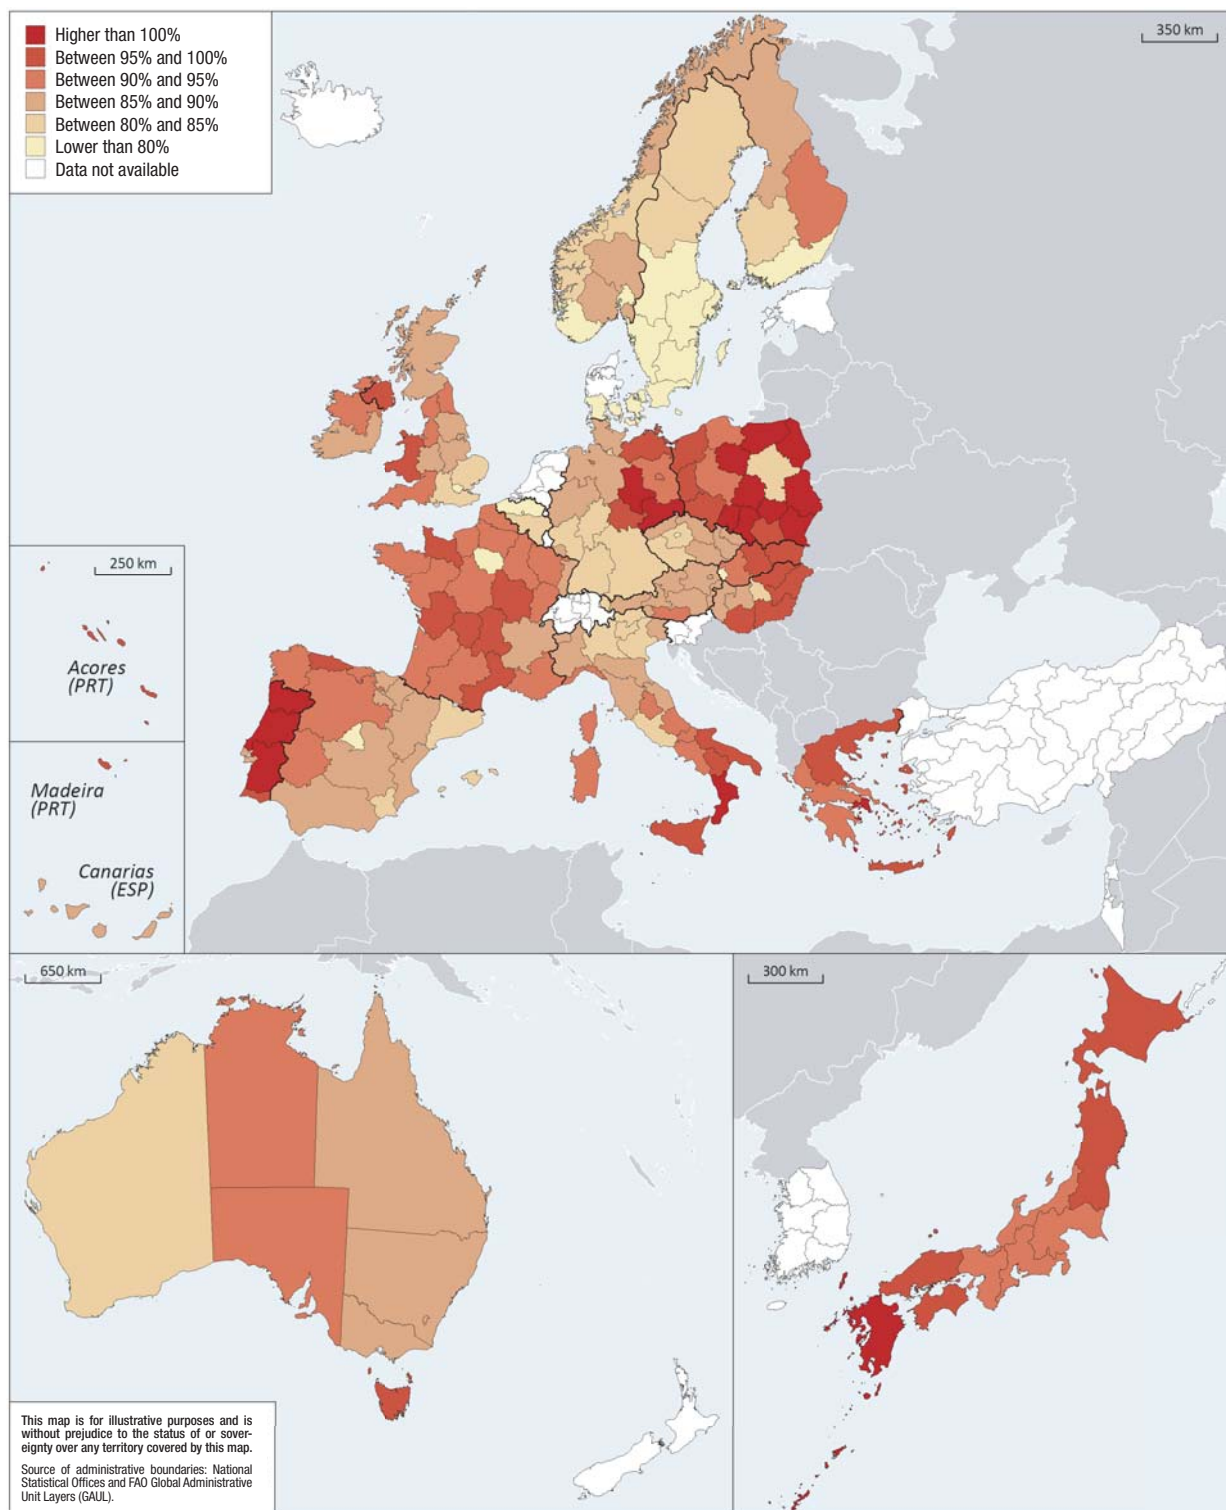 Higher than 100%
Between 95% and 100%
Between 90% and 95%
Between 85% and 90%
Between 80% and 85%
Lower than 80%
Data not available
350 km
250 km
Acores
(PRT)
Madeira
(PRT)
Canarias
(ESP)
650 km
300 km
This map is for illustrative purposes and is
without prejudice to the status of or sover-
eignty over any territory covered by this map.
Source of administrative boundaries: National
Statistical Offices and FAO Global Administrative
Unit Layers (GAUL).